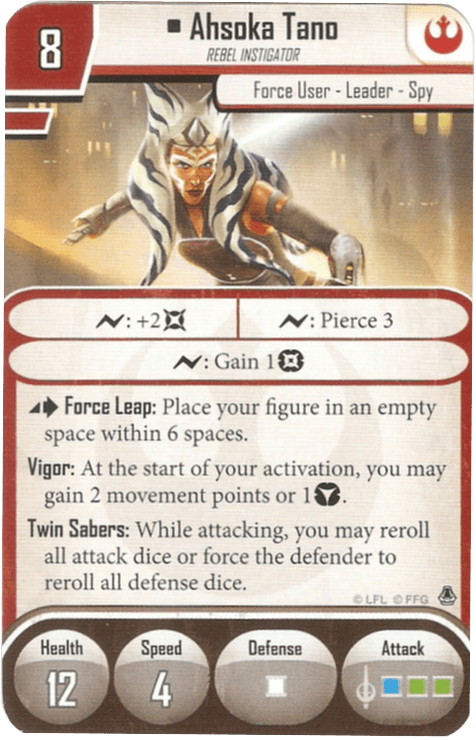 8
Ahsoka Tano
REBEL INSTIGATOR
Force User - Leader - Spy
: +2
: Pierce 3
: Gain 1
Force Leap: Place your figure in an empty
space within 6 spaces.
Vigor: At the start of your activation, you may
gain 2 movement points or 1 .
Twin Sabers: While attacking, you may reroll
all attack dice or force the defender to
reroll all defense dice.
© LFL © FFG
Health
Speed
Defense
Attack
12
4